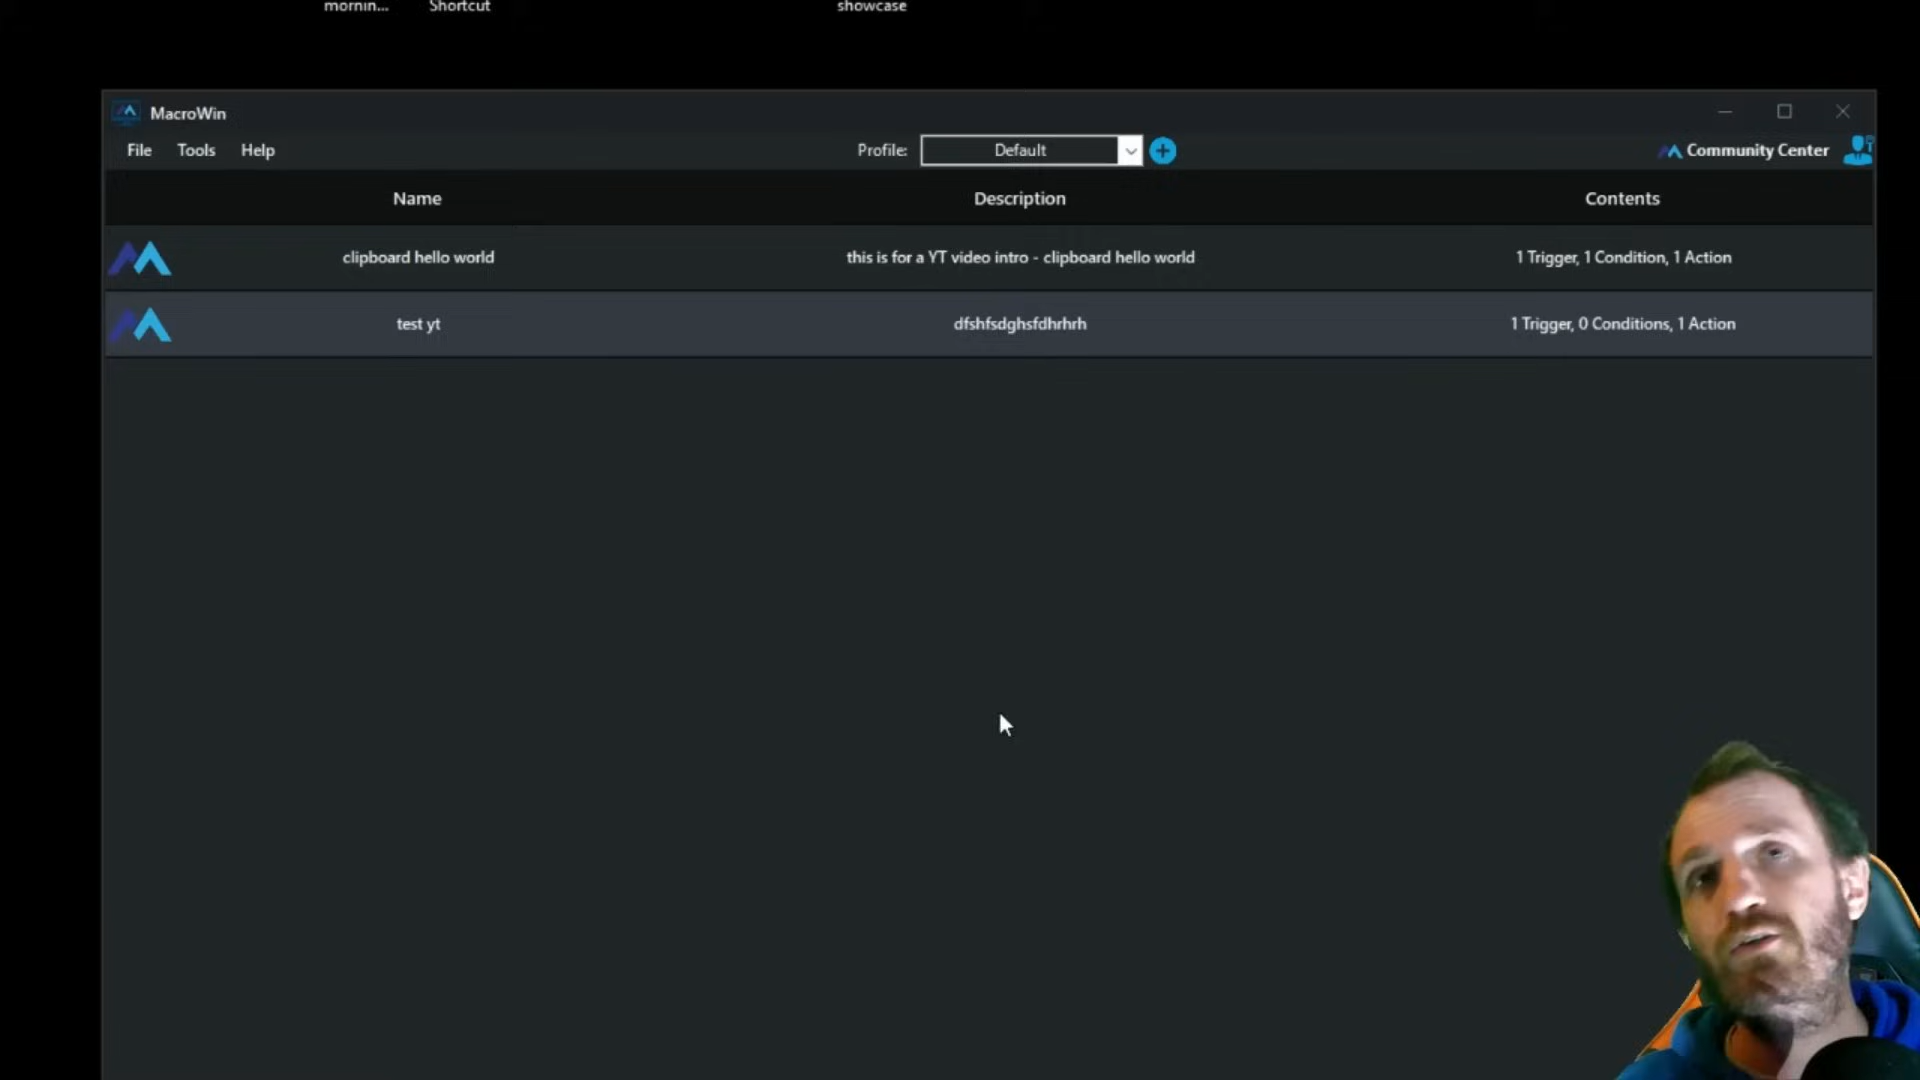 mornin...
Shortcut
showcase
MacroWin
File Tools Help
Profile: Default
Community Center
Name Description Contents
clipboard hello world this is for a YT video intro - clipboard hello world 1 Trigger, 1 Condition, 1 Action
test yt dfshfsdghsfdhrhrh 1 Trigger, 0 Conditions, 1 Action